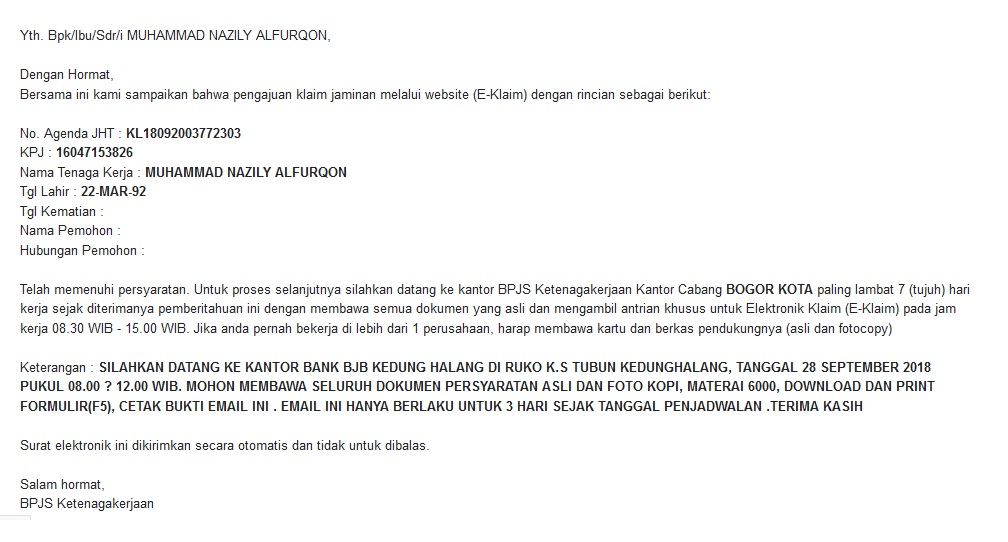 Yth. Bpk/Ibu/Sdr/i MUHAMMAD NAZILY ALFURQON,
Dengan Hormat,
Bersama ini kami sampaikan bahwa pengajuan klaim jaminan melalui website (E-Klaim) dengan rincian sebagai berikut:
No. Agenda JHT : KL18092003772303
KPJ : 16047153826
Nama Tenaga Kerja : MUHAMMAD NAZILY ALFURQON
Tgl Lahir : 22-MAR-92
Tgl Kematian :
Nama Pemohon :
Hubungan Pemohon :
Telah memenuhi persyaratan. Untuk proses selanjutnya silahkan datang ke kantor BPJS Ketenagakerjaan Kantor Cabang BOGOR KOTA paling lambat 7 (tujuh) hari
kerja sejak diterimanya pemberitahuan ini dengan membawa semua dokumen yang asli dan mengambil antrian khusus untuk Elektronik Klaim (E-Klaim) pada jam
kerja 08.30 WIB - 15.00 WIB. Jika anda pernah bekerja di lebih dari 1 perusahaan, harap membawa kartu dan berkas pendukungnya (asli dan fotocopy)
Keterangan : SILAHKAN DATANG KE KANTOR BANK BJB KEDUNG HALANG DI RUKO K.S TUBUN KEDUNGHALANG, TANGGAL 28 SEPTEMBER 2018
PUKUL 08.00 ? 12.00 WIB. MOHON MEMBAWA SELURUH DOKUMEN PERSYARATAN ASLI DAN FOTO KOPI, MATERAI 6000, DOWNLOAD DAN PRINT
FORMULIR(F5), CETAK BUKTI EMAIL INI . EMAIL INI HANYA BERLAKU UNTUK 3 HARI SEJAK TANGGAL PENJADWALAN .TERIMA KASIH
Surat elektronik ini dikirimkan secara otomatis dan tidak untuk dibalas.
Salam hormat,
BPJS Ketenagakerjaan